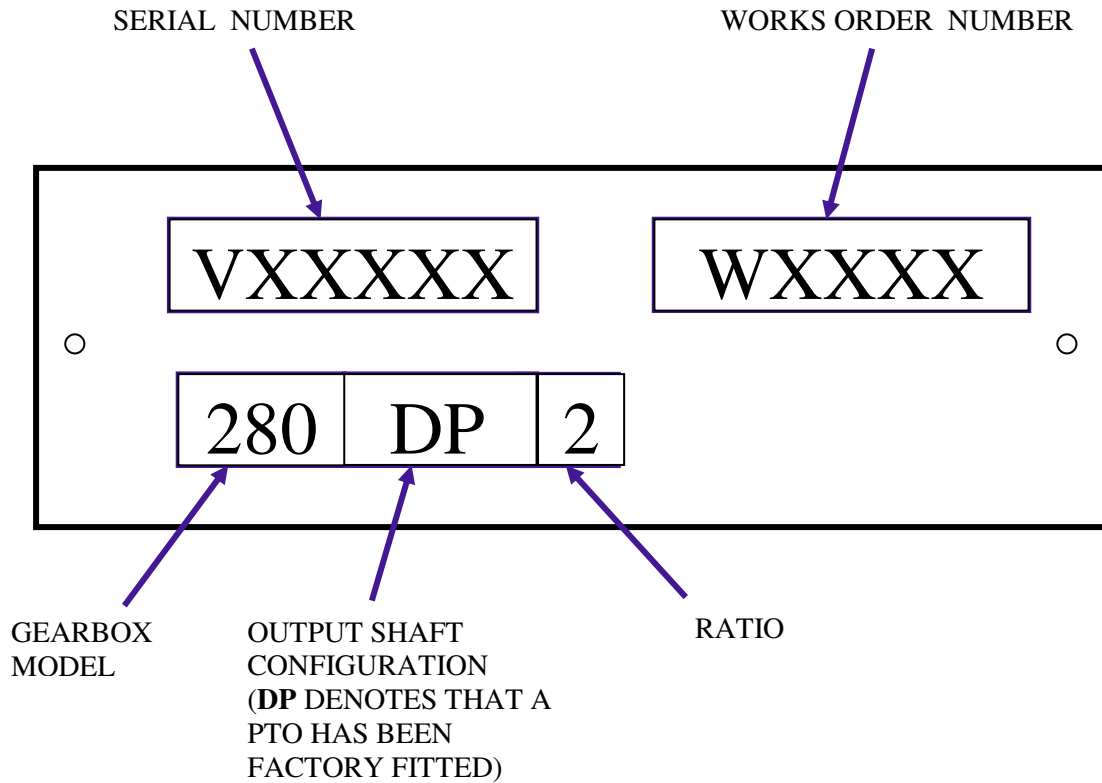 SERIAL NUMBER
WORKS ORDER NUMBER
VXXXXX
WXXXX
280
DP
2
GEARBOX
MODEL
OUTPUT SHAFT
CONFIGURATION
(DP DENOTES THAT A
PTO HAS BEEN
FACTORY FITTED)
RATIO